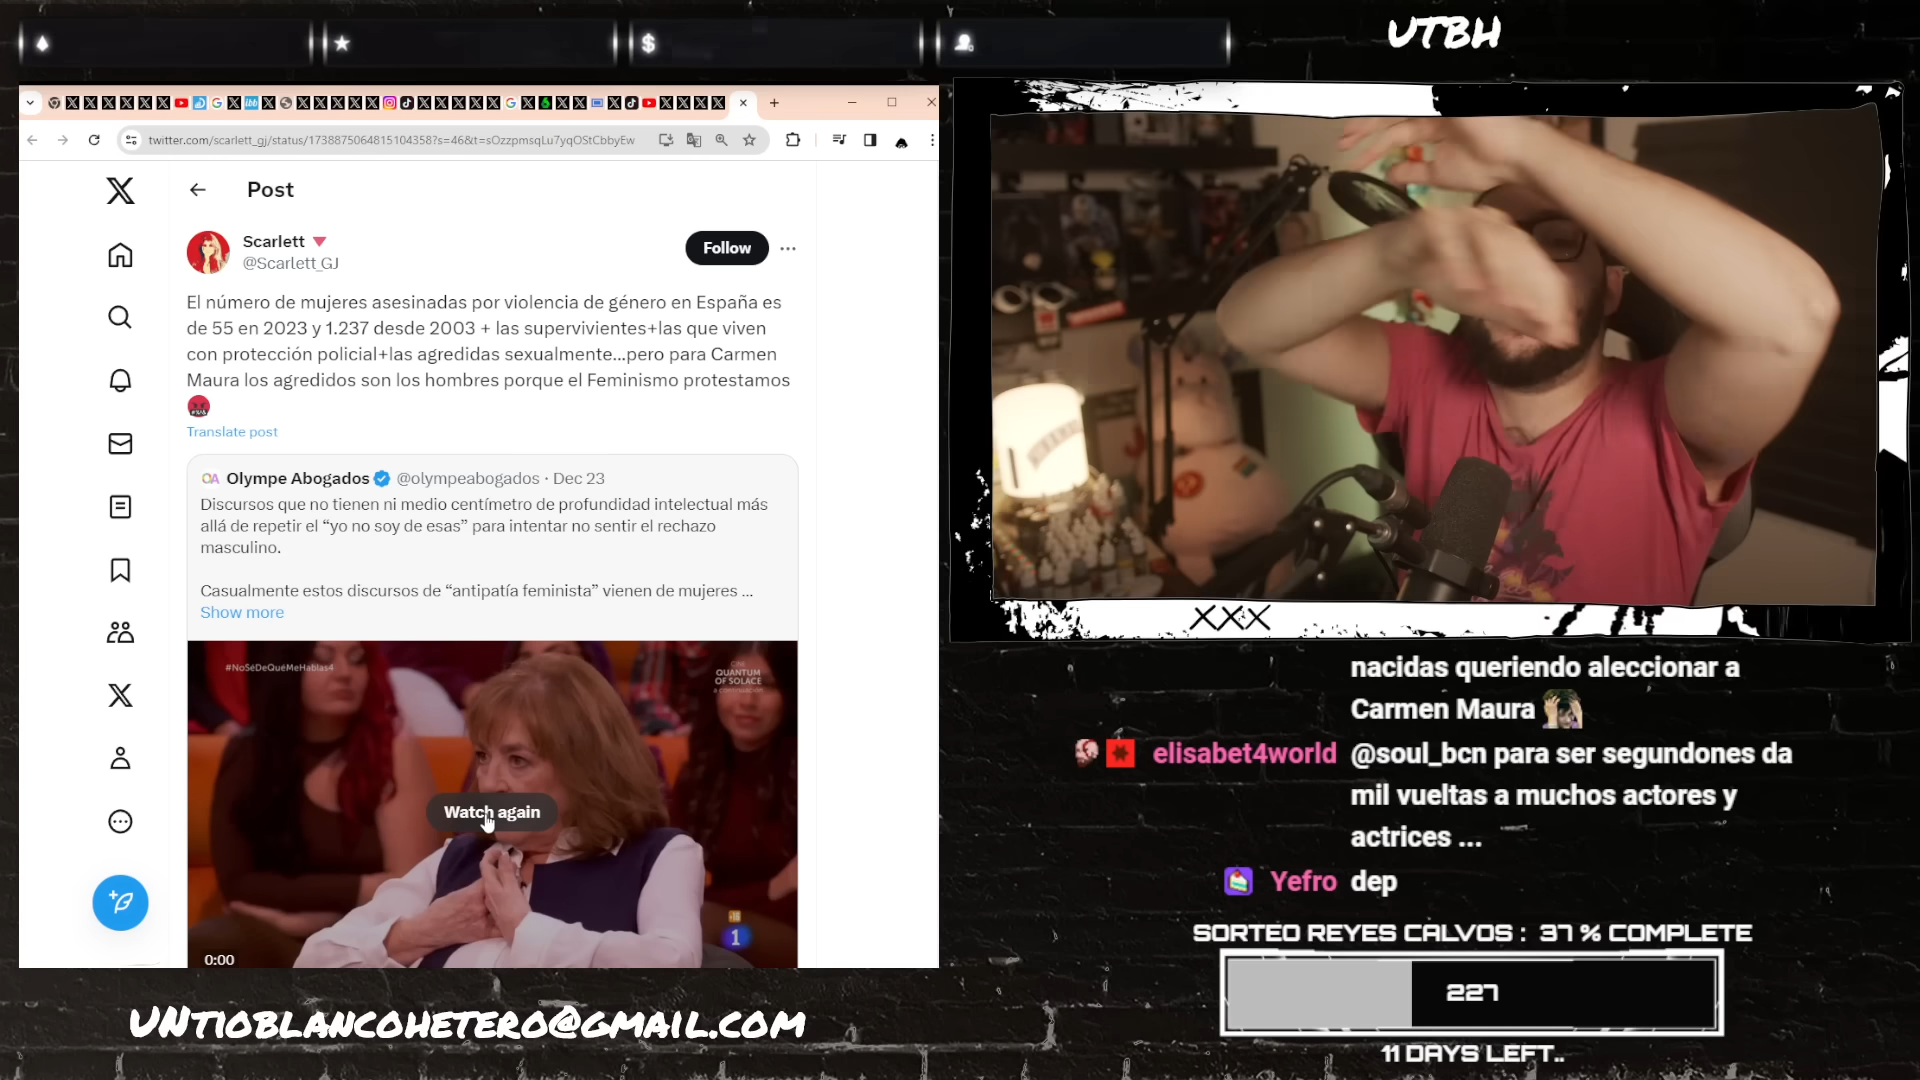 UTBH
twitter.com/scarlett_gj/status/1738875064815104358?s=46&t=sOzzpmsqLu7yqOStCbbyEw
Post
Scarlett
@Scarlett_GJ
Follow
El número de mujeres asesinadas por violencia de género en España es
de 55 en 2023 y 1.237 desde 2003 + las supervivientes+las que viven
con protección policial+las agredidas sexualmente...pero para Carmen
Maura los agredidos son los hombres porque el Feminismo protestamos
Translate post
OA Olympe Abogados @olympeabogados · Dec 23
Discursos que no tienen ni medio centímetro de profundidad intelectual más
allá de repetir el “yo no soy de esas” para intentar no sentir el rechazo
masculino.
Casualmente estos discursos de “antipatía feminista” vienen de mujeres ...
Show more
#NoSéDeQuéMeHablas4
QUANTUM
OF SOLACE
a continuación
Watch again
1
0:00
XXX
nacidas queriendo aleccionar a
Carmen Maura
elisabet4world @soul_bcn para ser segundones da
mil vueltas a muchos actores y
actrices ...
Yefro dep
SORTEO REYES CALVOS : 37 % COMPLETE
227
11 DAYS LEFT..
UNTIOBLANCOHETERO@GMAIL.COM